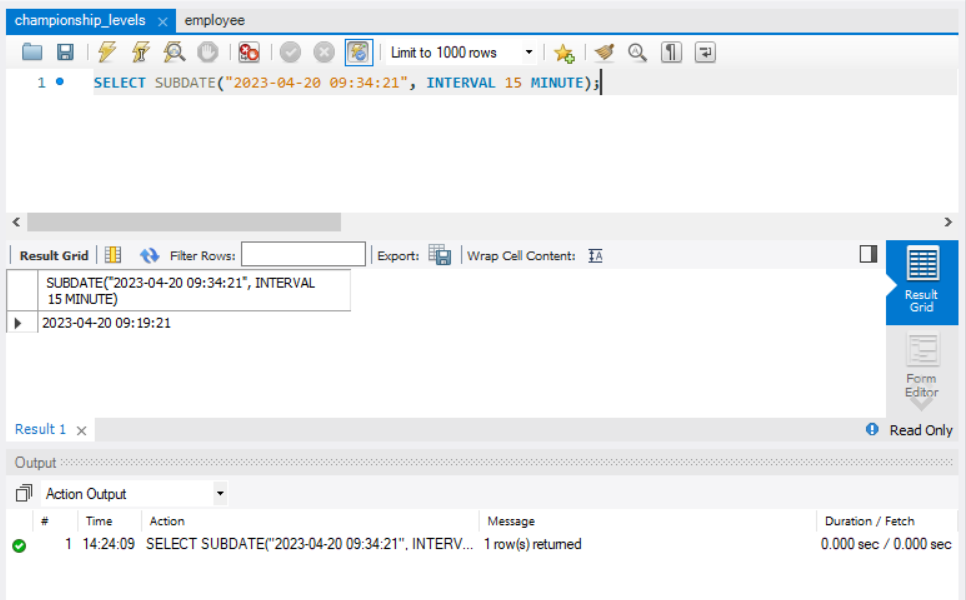 championship_levels × employee
Limit to 1000 rows
1 SELECT SUBDATE("2023-04-20 09:34:21", INTERVAL 15 MINUTE);
Result Grid Filter Rows: Export: Wrap Cell Content: IA
SUBDATE("2023-04-20 09:34:21", INTERVAL
15 MINUTE)
2023-04-20 09:19:21
Result
Grid
Form
Editor
Result 1 × Read Only
Output
Action Output
# Time Action Message Duration / Fetch
1 14:24:09 SELECT SUBDATE("2023-04-20 09:34:21", INTERV... 1 row(s) returned 0.000 sec / 0.000 sec